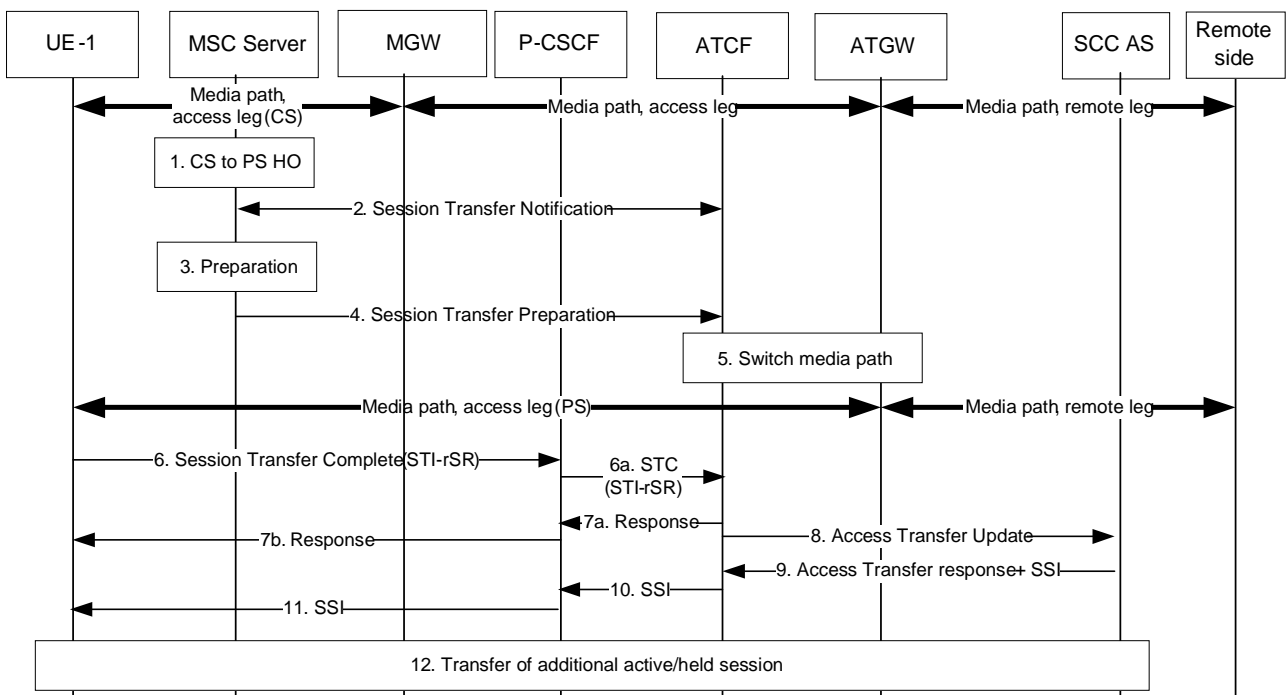 UE-1
MSC Server
MGW
P-CSCF
ATCF
ATGW
SCC AS
Remote
side
Media path,
access leg (CS)
Media path, access leg
Media path, remote leg
1. CS to PS HO
2. Session Transfer Notification
3. Preparation
4. Session Transfer Preparation
5. Switch media path
Media path, access leg (PS)
Media path, remote leg
6. Session Transfer Complete(STI-rSR)
6a. STC
(STI-rSR)
7a. Response
7b. Response
8. Access Transfer Update
9. Access Transfer response+ SSI
10. SSI
11. SSI
12. Transfer of additional active/held session